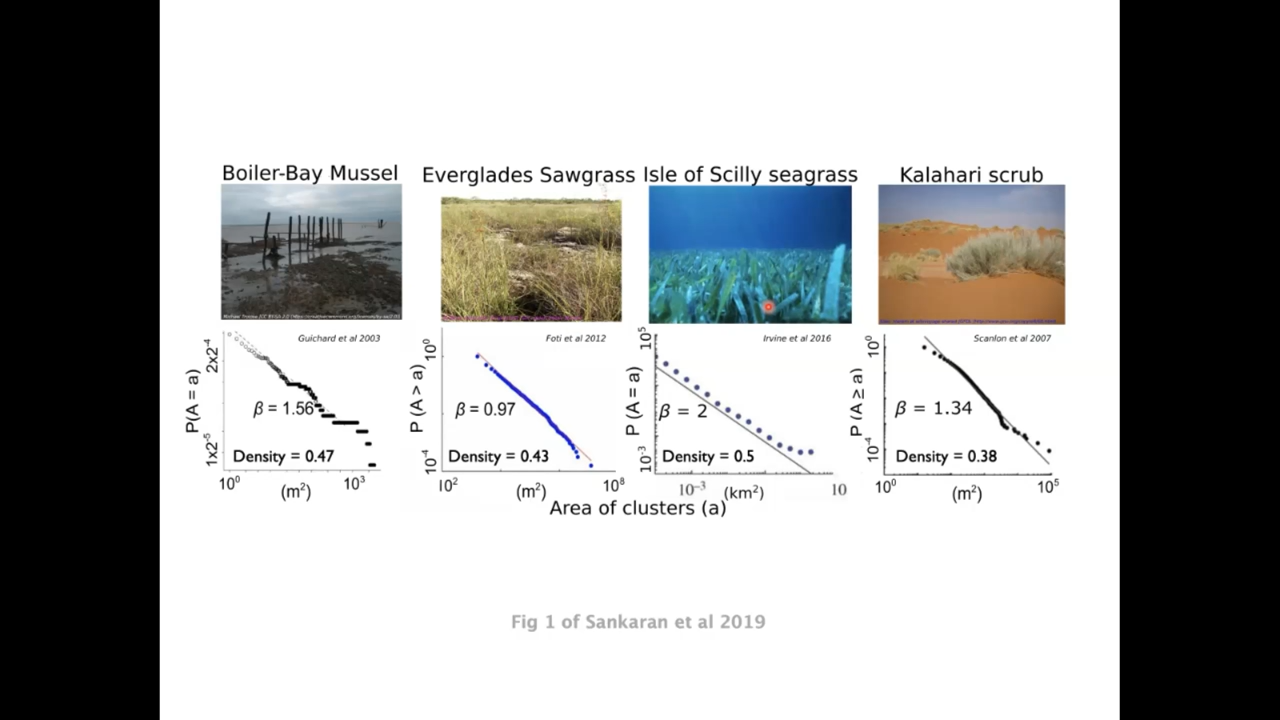 Boiler-Bay Mussel
Everglades Sawgrass
Isle of Scilly seagrass
Kalahari scrub
Guichard et al 2003
P(A = a)
2x2⁻⁴
1x2⁻⁵
β = 1.56
Density = 0.47
10⁰
(m²)
10³
Foti et al 2012
P (A > a)
10⁰
10⁻⁴
β = 0.97
Density = 0.43
10²
(m²)
10⁸
Irvine et al 2016
P (A = a)
10⁵
10⁻³
β = 2
Density = 0.5
10⁻³
(km²)
10
Scanlon et al 2007
P (A ≥ a)
10⁰
10⁻⁴
β = 1.34
Density = 0.38
10⁰
(m²)
10⁵
Area of clusters (a)
Fig 1 of Sankaran et al 2019